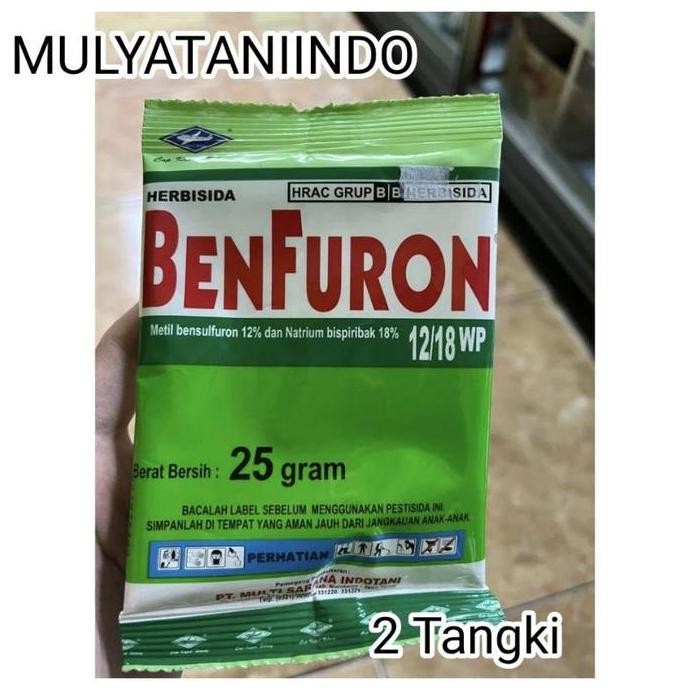 MULYATANIINDO
HERBISIDA
HRAC GRUP B B HERBISIDA
BENFURON
Metil bensulfuron 12% dan Natrium bispiribak 18%
12/18 WP
Berat Bersih : 25 gram
BACALAH LABEL SEBELUM MENGGUNAKAN PESTISIDA INI.
SIMPANLAH DI TEMPAT YANG AMAN JAUH DARI JANGKAUAN ANAK-ANAK.
PERHATIAN
PT. MULTI SARANA INDOTANI
2 Tangki